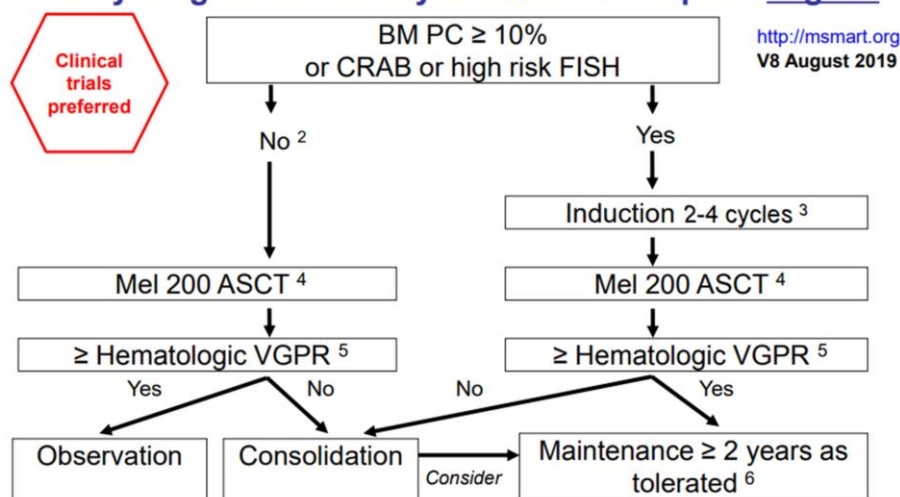 Clinical
trials
preferred
BM PC ≥ 10%
or CRAB or high risk FISH
http://msmart.org
V8 August 2019
No 2
Yes
Induction 2-4 cycles 3
Mel 200 ASCT 4
Mel 200 ASCT 4
≥ Hematologic VGPR 5
≥ Hematologic VGPR 5
Yes
No
No
Yes
Observation
Consolidation
Consider
Maintenance ≥ 2 years as
tolerated 6